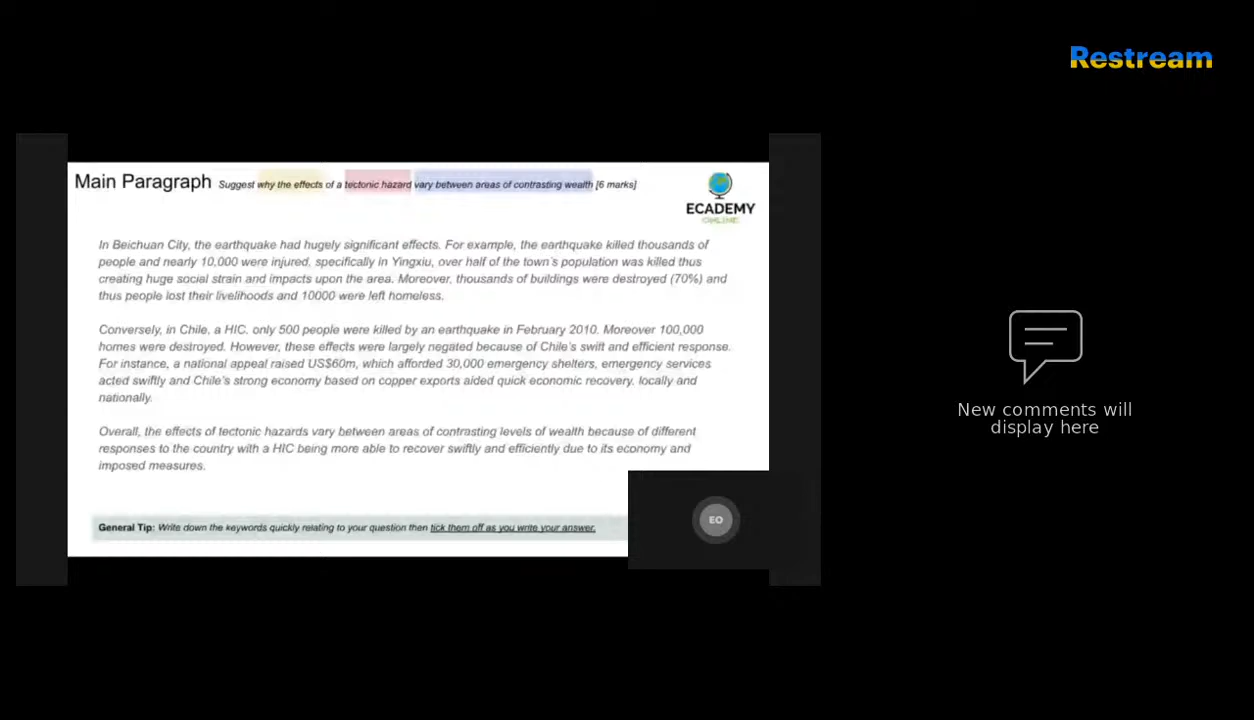 Restream
Main Paragraph Suggest why the effects of a tectonic hazard vary between areas of contrasting wealth [6 marks]
ECADEMY
ONLINE
In Beichuan City, the earthquake had hugely significant effects. For example, the earthquake killed thousands of
people and nearly 10,000 were injured, specifically in Yingxiu, over half of the town's population was killed thus
creating huge social strain and impacts upon the area. Moreover, thousands of buildings were destroyed (70%) and
thus people lost their livelihoods and 10000 were left homeless.
Conversely, in Chile, a HIC, only 500 people were killed by an earthquake in February 2010. Moreover 100,000
homes were destroyed. However, these effects were largely negated because of Chile's swift and efficient response.
For instance, a national appeal raised US$60m, which afforded 30,000 emergency shelters, emergency services
acted swiftly and Chile's strong economy based on copper exports aided quick economic recovery, locally and
nationally.
Overall, the effects of tectonic hazards vary between areas of contrasting levels of wealth because of different
responses to the country with a HIC being more able to recover swiftly and efficiently due to its economy and
imposed measures.
General Tip: Write down the keywords quickly relating to your question then tick them off as you write your answer.
EO
New comments will
display here